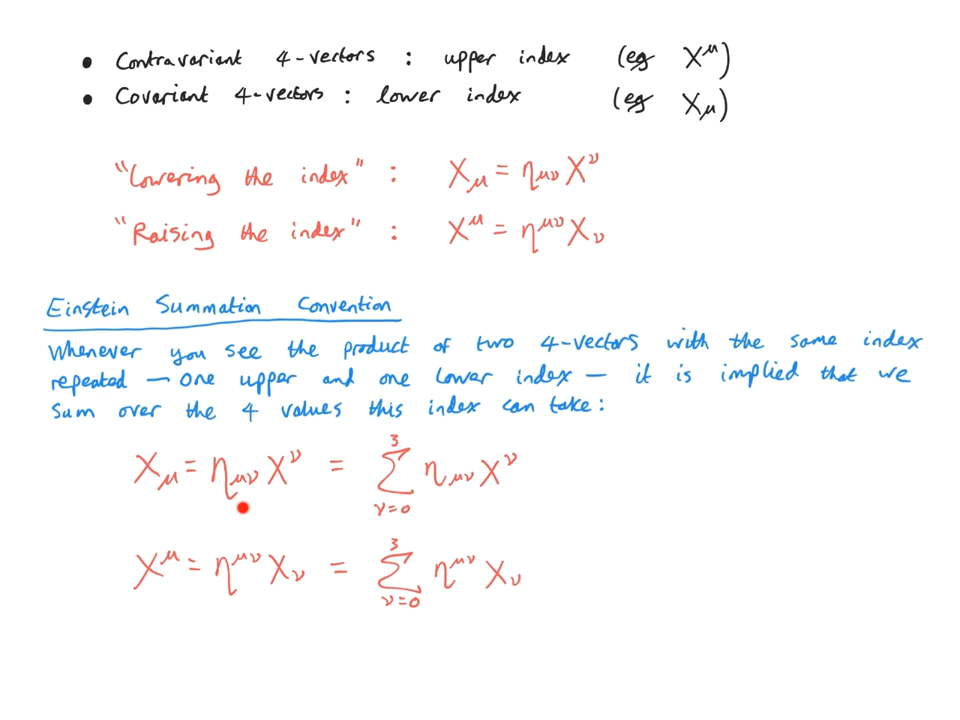 • Contravariant 4-vectors : upper index (eg X^μ)
• Covariant 4-vectors : lower index (eg X_μ)
"Lowering the index" : X_μ = η_μν X^ν
"Raising the index" : X^μ = η^μν X_ν
Einstein Summation Convention
Whenever you see the product of two 4-vectors with the same index
repeated — one upper and one lower index — it is implied that we
sum over the 4 values this index can take:
X_μ = η_μν X^ν = ∑_{ν=0}^{3} η_μν X^ν
X^μ = η^μν X_ν = ∑_{ν=0}^{3} η^μν X_ν